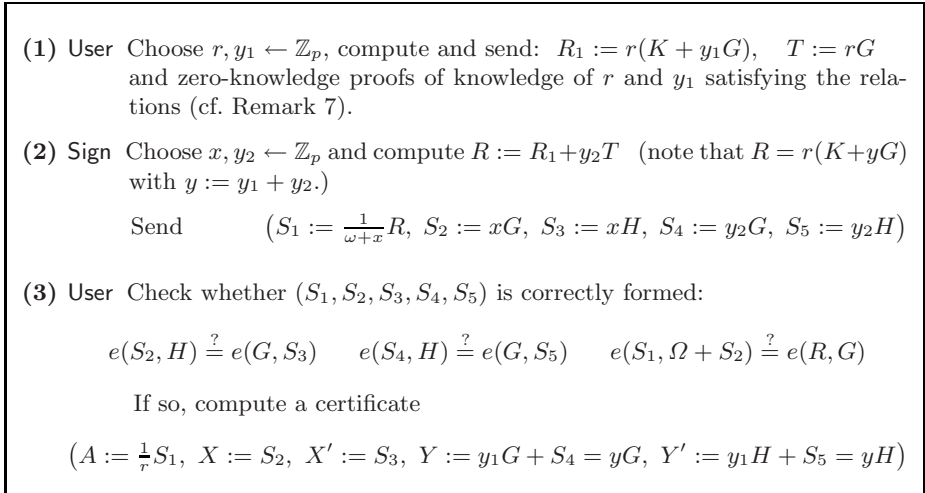 (1) User Choose r, y₁ ← ℤₚ, compute and send: R₁ := r(K + y₁G), T := rG
and zero-knowledge proofs of knowledge of r and y₁ satisfying the rela-
tions (cf. Remark 7).
(2) Sign Choose x, y₂ ← ℤₚ and compute R := R₁+y₂T (note that R = r(K+yG)
with y := y₁ + y₂.)
Send (S₁ := 1/(ω+x) R, S₂ := xG, S₃ := xH, S₄ := y₂G, S₅ := y₂H)
(3) User Check whether (S₁, S₂, S₃, S₄, S₅) is correctly formed:
e(S₂, H) ≟ e(G, S₃) e(S₄, H) ≟ e(G, S₅) e(S₁, Ω + S₂) ≟ e(R, G)
If so, compute a certificate
(A := 1/r S₁, X := S₂, X′ := S₃, Y := y₁G + S₄ = yG, Y′ := y₁H + S₅ = yH)